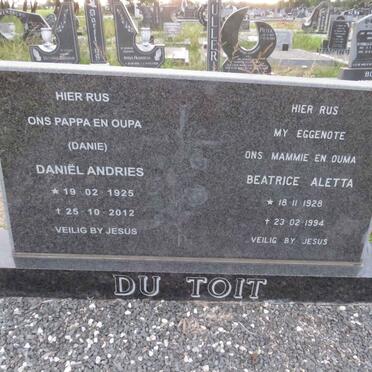 HIER RUS
ONS PAPPA EN OUPA
(DANIE)
DANIËL ANDRIES
★ 19·02·1925
† 25·10·2012
VEILIG BY JESUS
HIER RUS
MY EGGENOTE
ONS MAMMIE EN OUMA
BEATRICE ALETTA
★ 18·11·1928
† 23·02·1994
VEILIG BY JESUS
DU TOIT